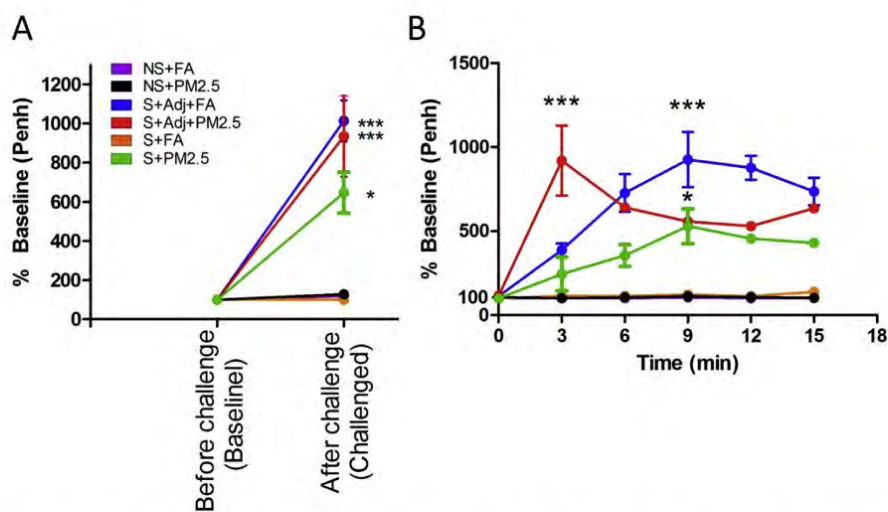 A
NS+FA
NS+PM2.5
S+Adj+FA
S+Adj+PM2.5
S+FA
S+PM2.5
% Baseline (Penh)
1200
1000
800
600
400
200
0
***
***
*
Before challenge
(Baselinel)
After challenge
(Challenged)
B
% Baseline (Penh)
1500
1000
500
100
0
***
***
*
0
3
6
9
12
15
18
Time (min)